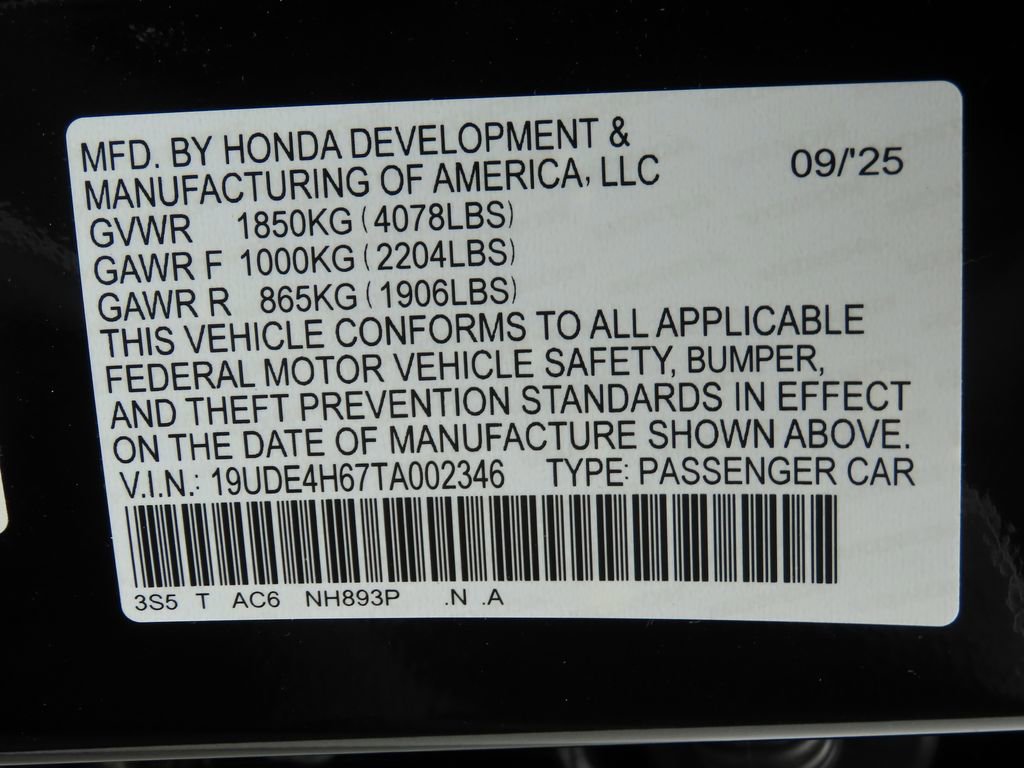 MFD. BY HONDA DEVELOPMENT &
MANUFACTURING OF AMERICA, LLC 09/'25
GVWR 1850KG (4078LBS)
GAWR F 1000KG (2204LBS)
GAWR R 865KG (1906LBS)
THIS VEHICLE CONFORMS TO ALL APPLICABLE
FEDERAL MOTOR VEHICLE SAFETY, BUMPER,
AND THEFT PREVENTION STANDARDS IN EFFECT
ON THE DATE OF MANUFACTURE SHOWN ABOVE.
V.I.N.: 19UDE4H67TA002346 TYPE: PASSENGER CAR
3S5 T AC6 NH893P .N .A